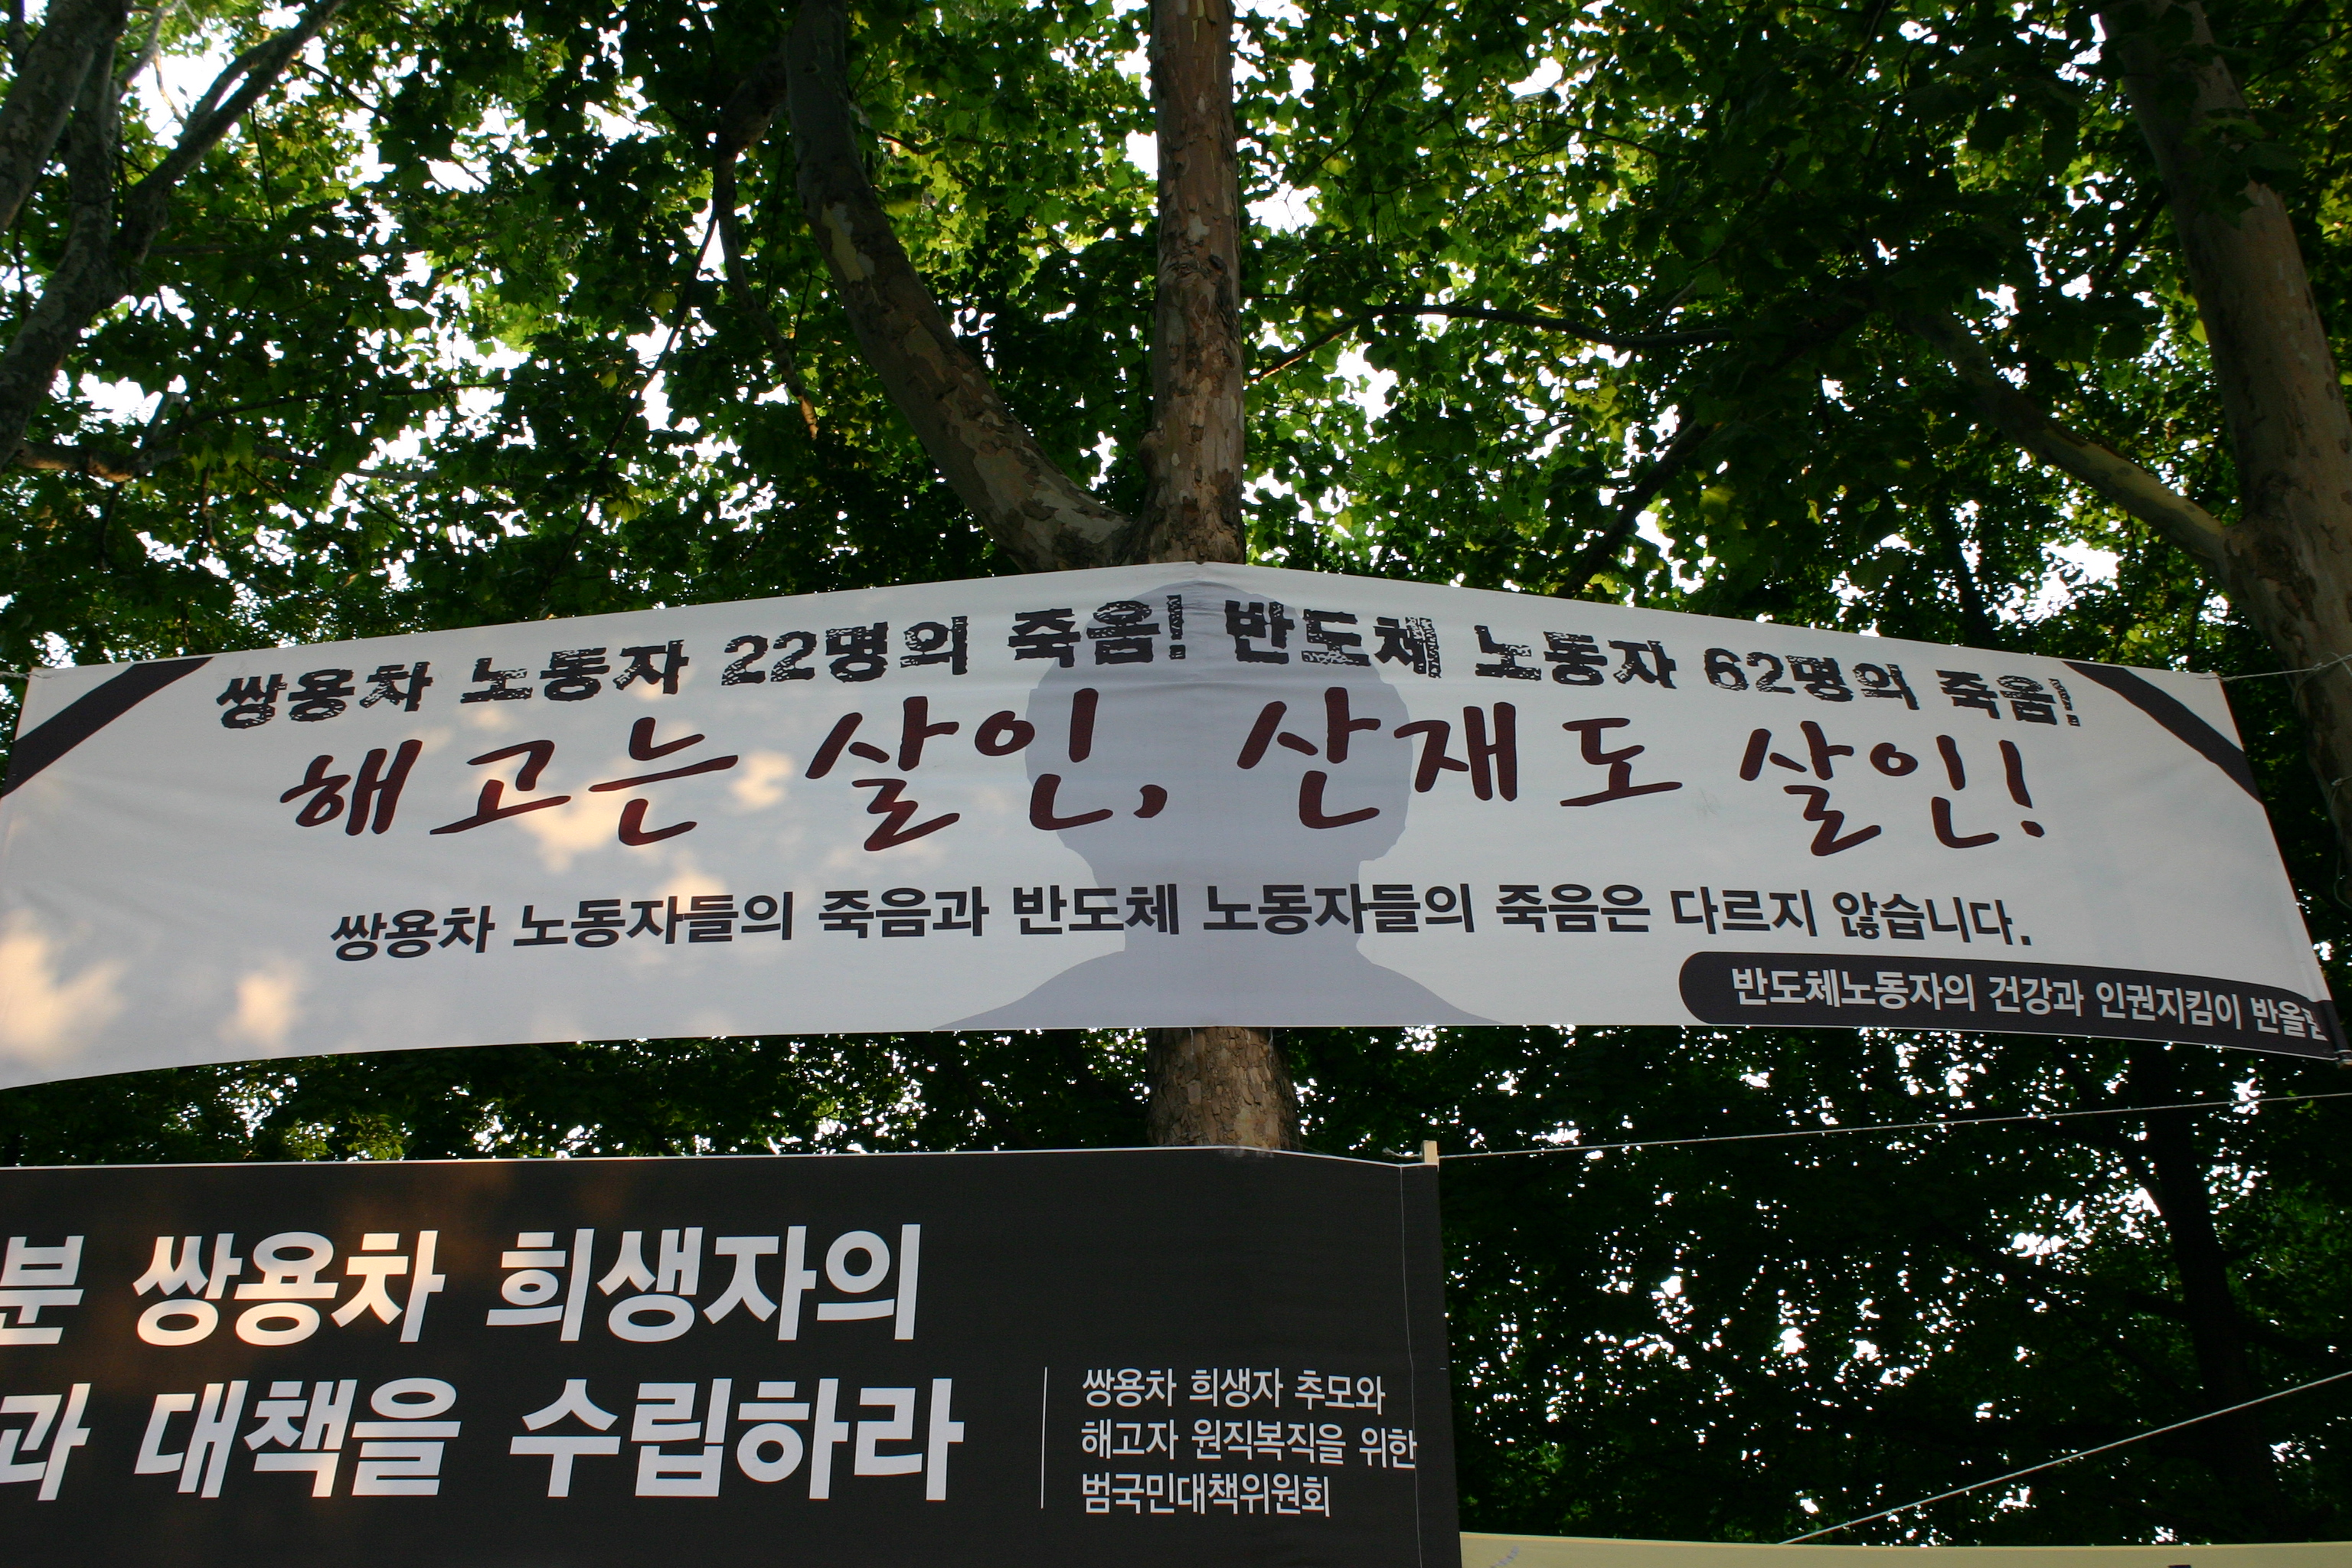 쌍용차 노동자 22명의 죽음! 반도체 노동자 62명의 죽음!
해고는 살인, 산재도 살인!
쌍용차 노동자들의 죽음과 반도체 노동자들의 죽음은 다르지 않습니다.
반도체노동자의 건강과 인권지킴이 반올림
분 쌍용차 희생자의
과 대책을 수립하라
쌍용차 희생자 추모와
해고자 원직복직을 위한
범국민대책위원회